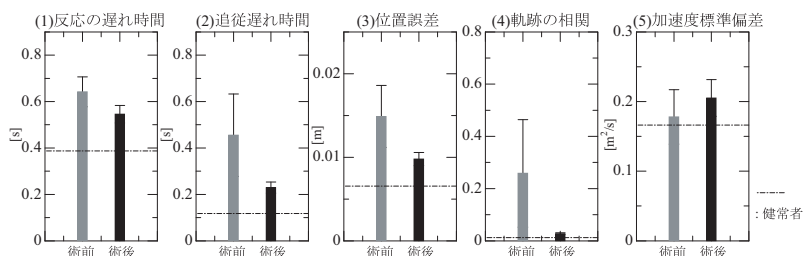 (1)反応の遅れ時間
(2)追従遅れ時間
(3)位置誤差
(4)軌跡の相関
(5)加速度標準偏差
0.8
0.6
0.4
0.2
0
[s]
術前 術後
0.8
0.6
0.4
0.2
0
[s]
術前 術後
0.02
0.01
0
[m]
術前 術後
0.8
0.6
0.4
0.2
0
術前 術後
0.3
0.2
0.1
0
[m²/s]
術前 術後
: 健常者